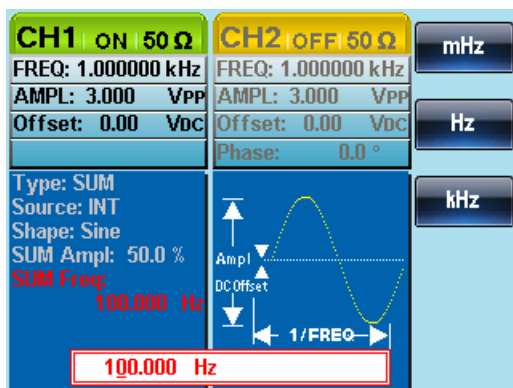 CH1 ON 50 Ω
FREQ: 1.000000 kHz
AMPL: 3.000 VPP
Offset: 0.00 VDC
CH2 OFF 50 Ω
FREQ: 1.000000 kHz
AMPL: 3.000 VPP
Offset: 0.00 VDC
Phase: 0.0 °
mHz
Hz
kHz
Type: SUM
Source: INT
Shape: Sine
SUM Ampl: 50.0 %
SUM Freq:
100.000 Hz
Ampl
DC Offset
1/FREQ
100.000 Hz